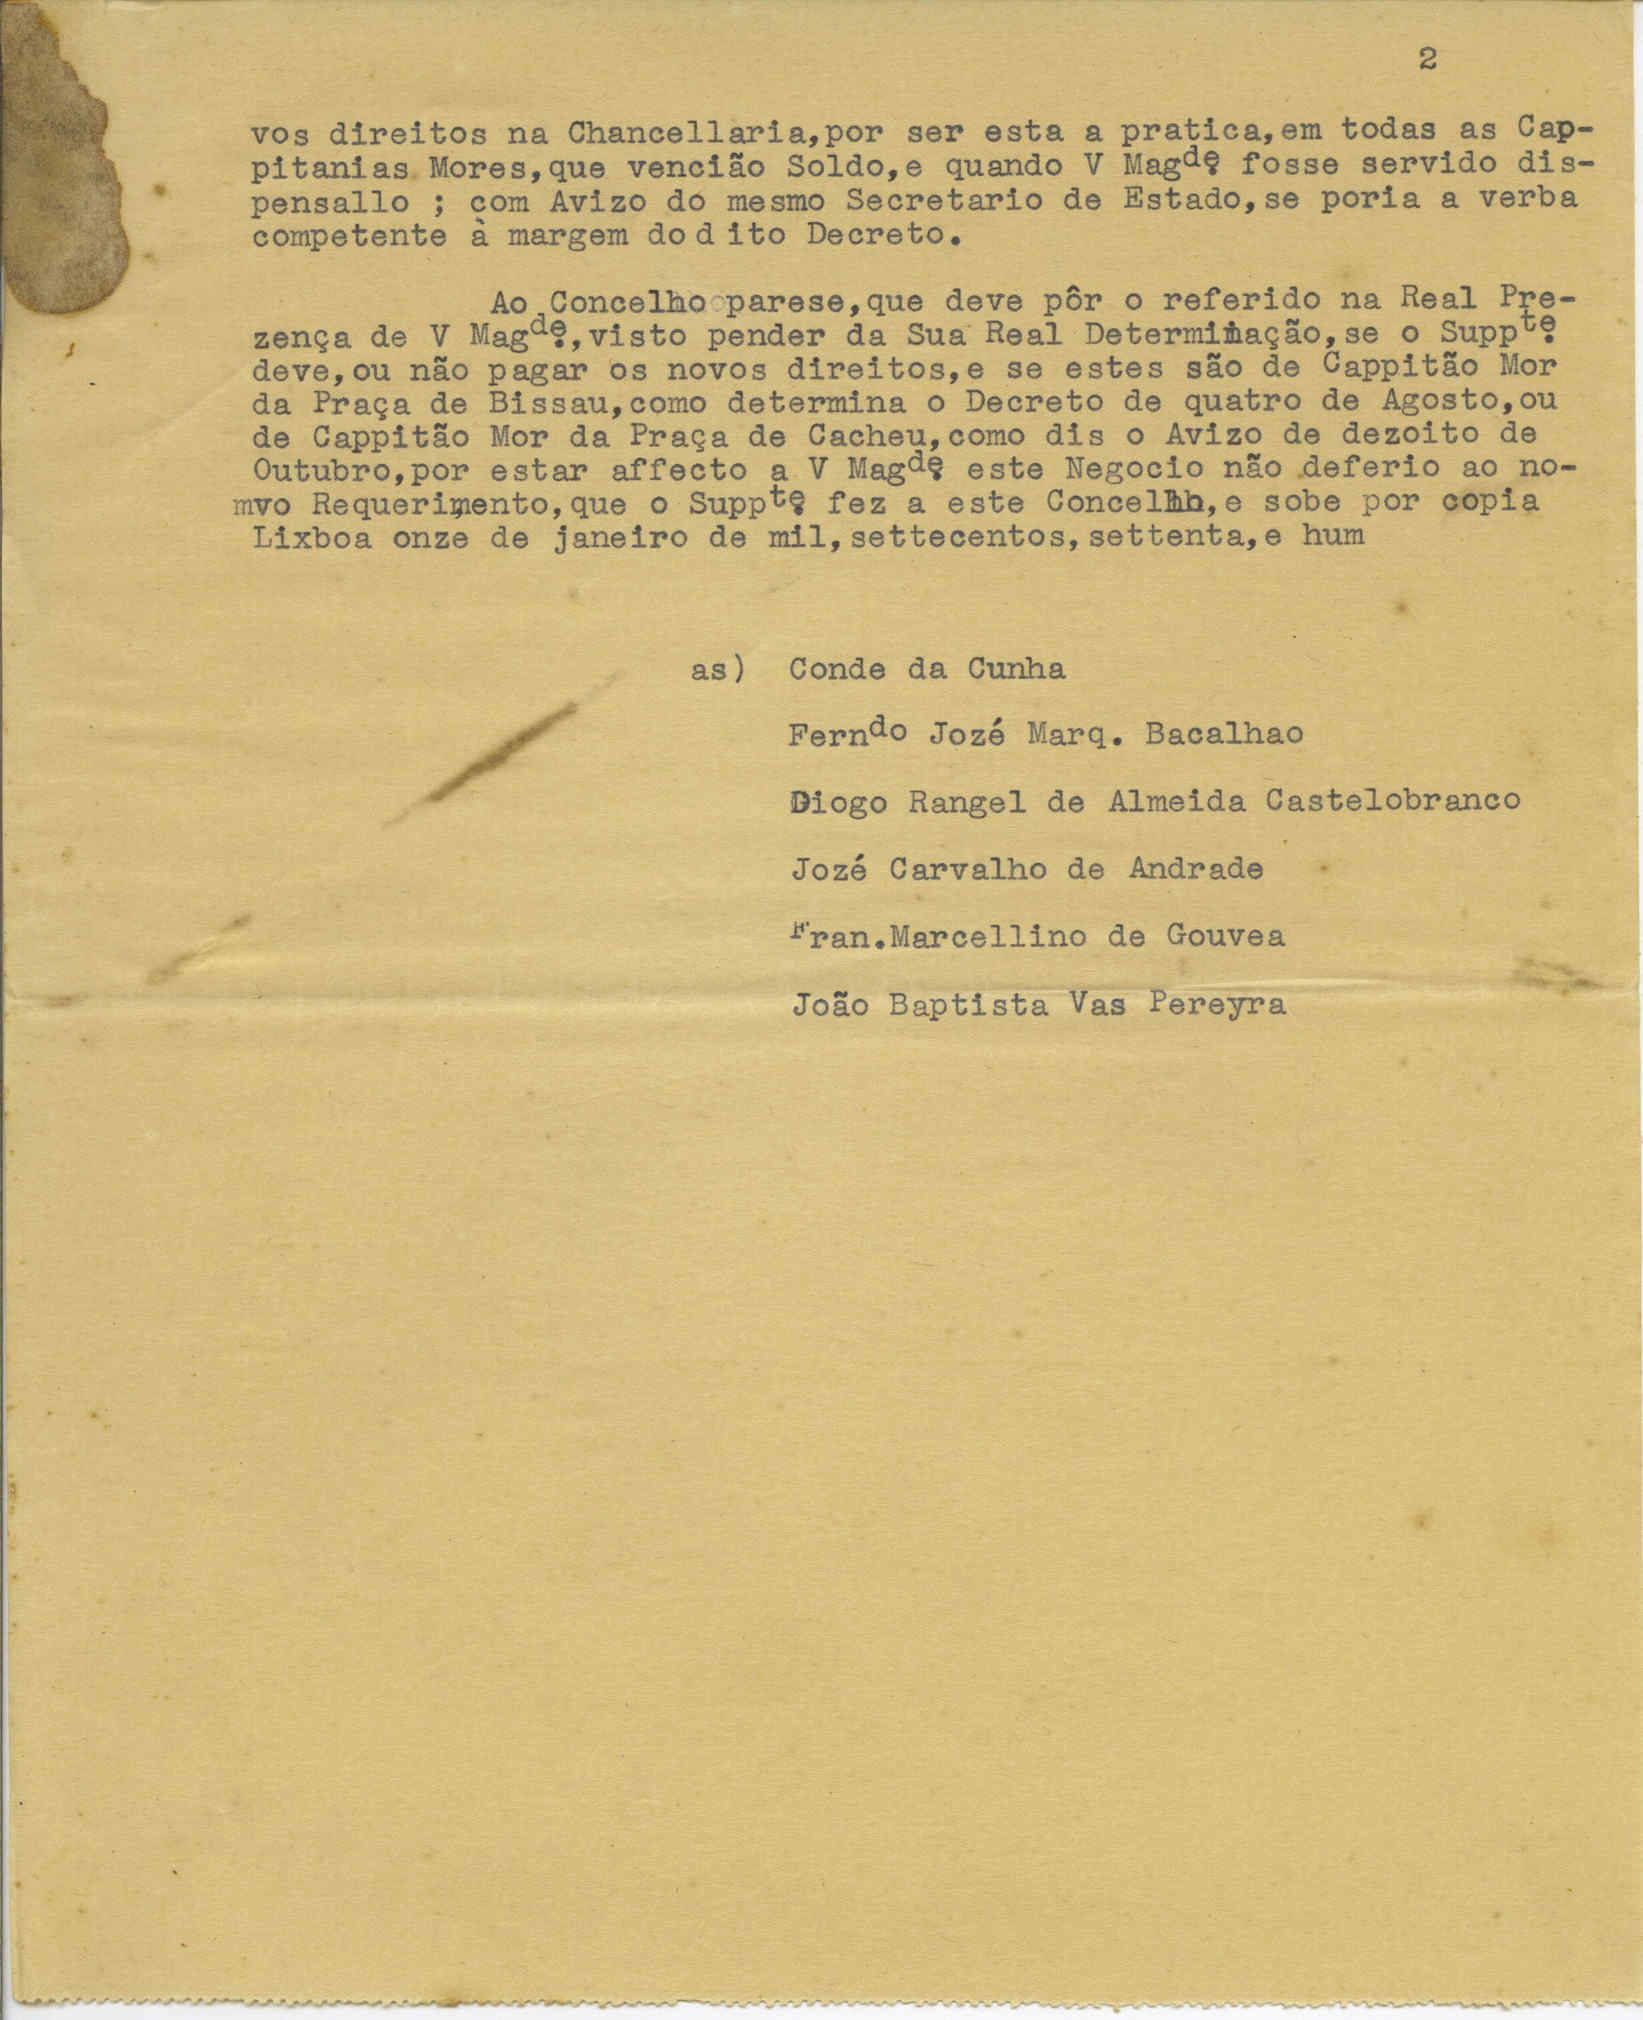 2
vos direitos na Chancellaria,por ser esta a pratica,em todas as Cap-
pitanias Mores,que vencião Soldo,e quando V Magde. fosse servido dis-
pensallo ; com Avizo do mesmo Secretario de Estado,se poria a verba
competente à margem do d ito Decreto.
Ao Concelho parese,que deve pôr o referido na Real Pre-
zença de V Magde.,visto pender da Sua Real Determinação,se o Suppte.
deve,ou não pagar os novos direitos,e se estes são de Cappitão Mor
da Praça de Bissau,como determina o Decreto de quatro de Agosto,ou
de Cappitão Mor da Praça de Cacheu,como dis o Avizo de dezoito de
Outubro,por estar affecto a V Magde. este Negocio não deferio ao no-
mvo Requerimento,que o Suppte. fez a este Concelho,e sobe por copia
Lixboa onze de janeiro de mil,settecentos,settenta,e hum
as) Conde da Cunha
Ferndo Jozé Marq. Bacalhao
Diogo Rangel de Almeida Castelobranco
Jozé Carvalho de Andrade
Fran.Marcellino de Gouvea
João Baptista Vas Pereyra